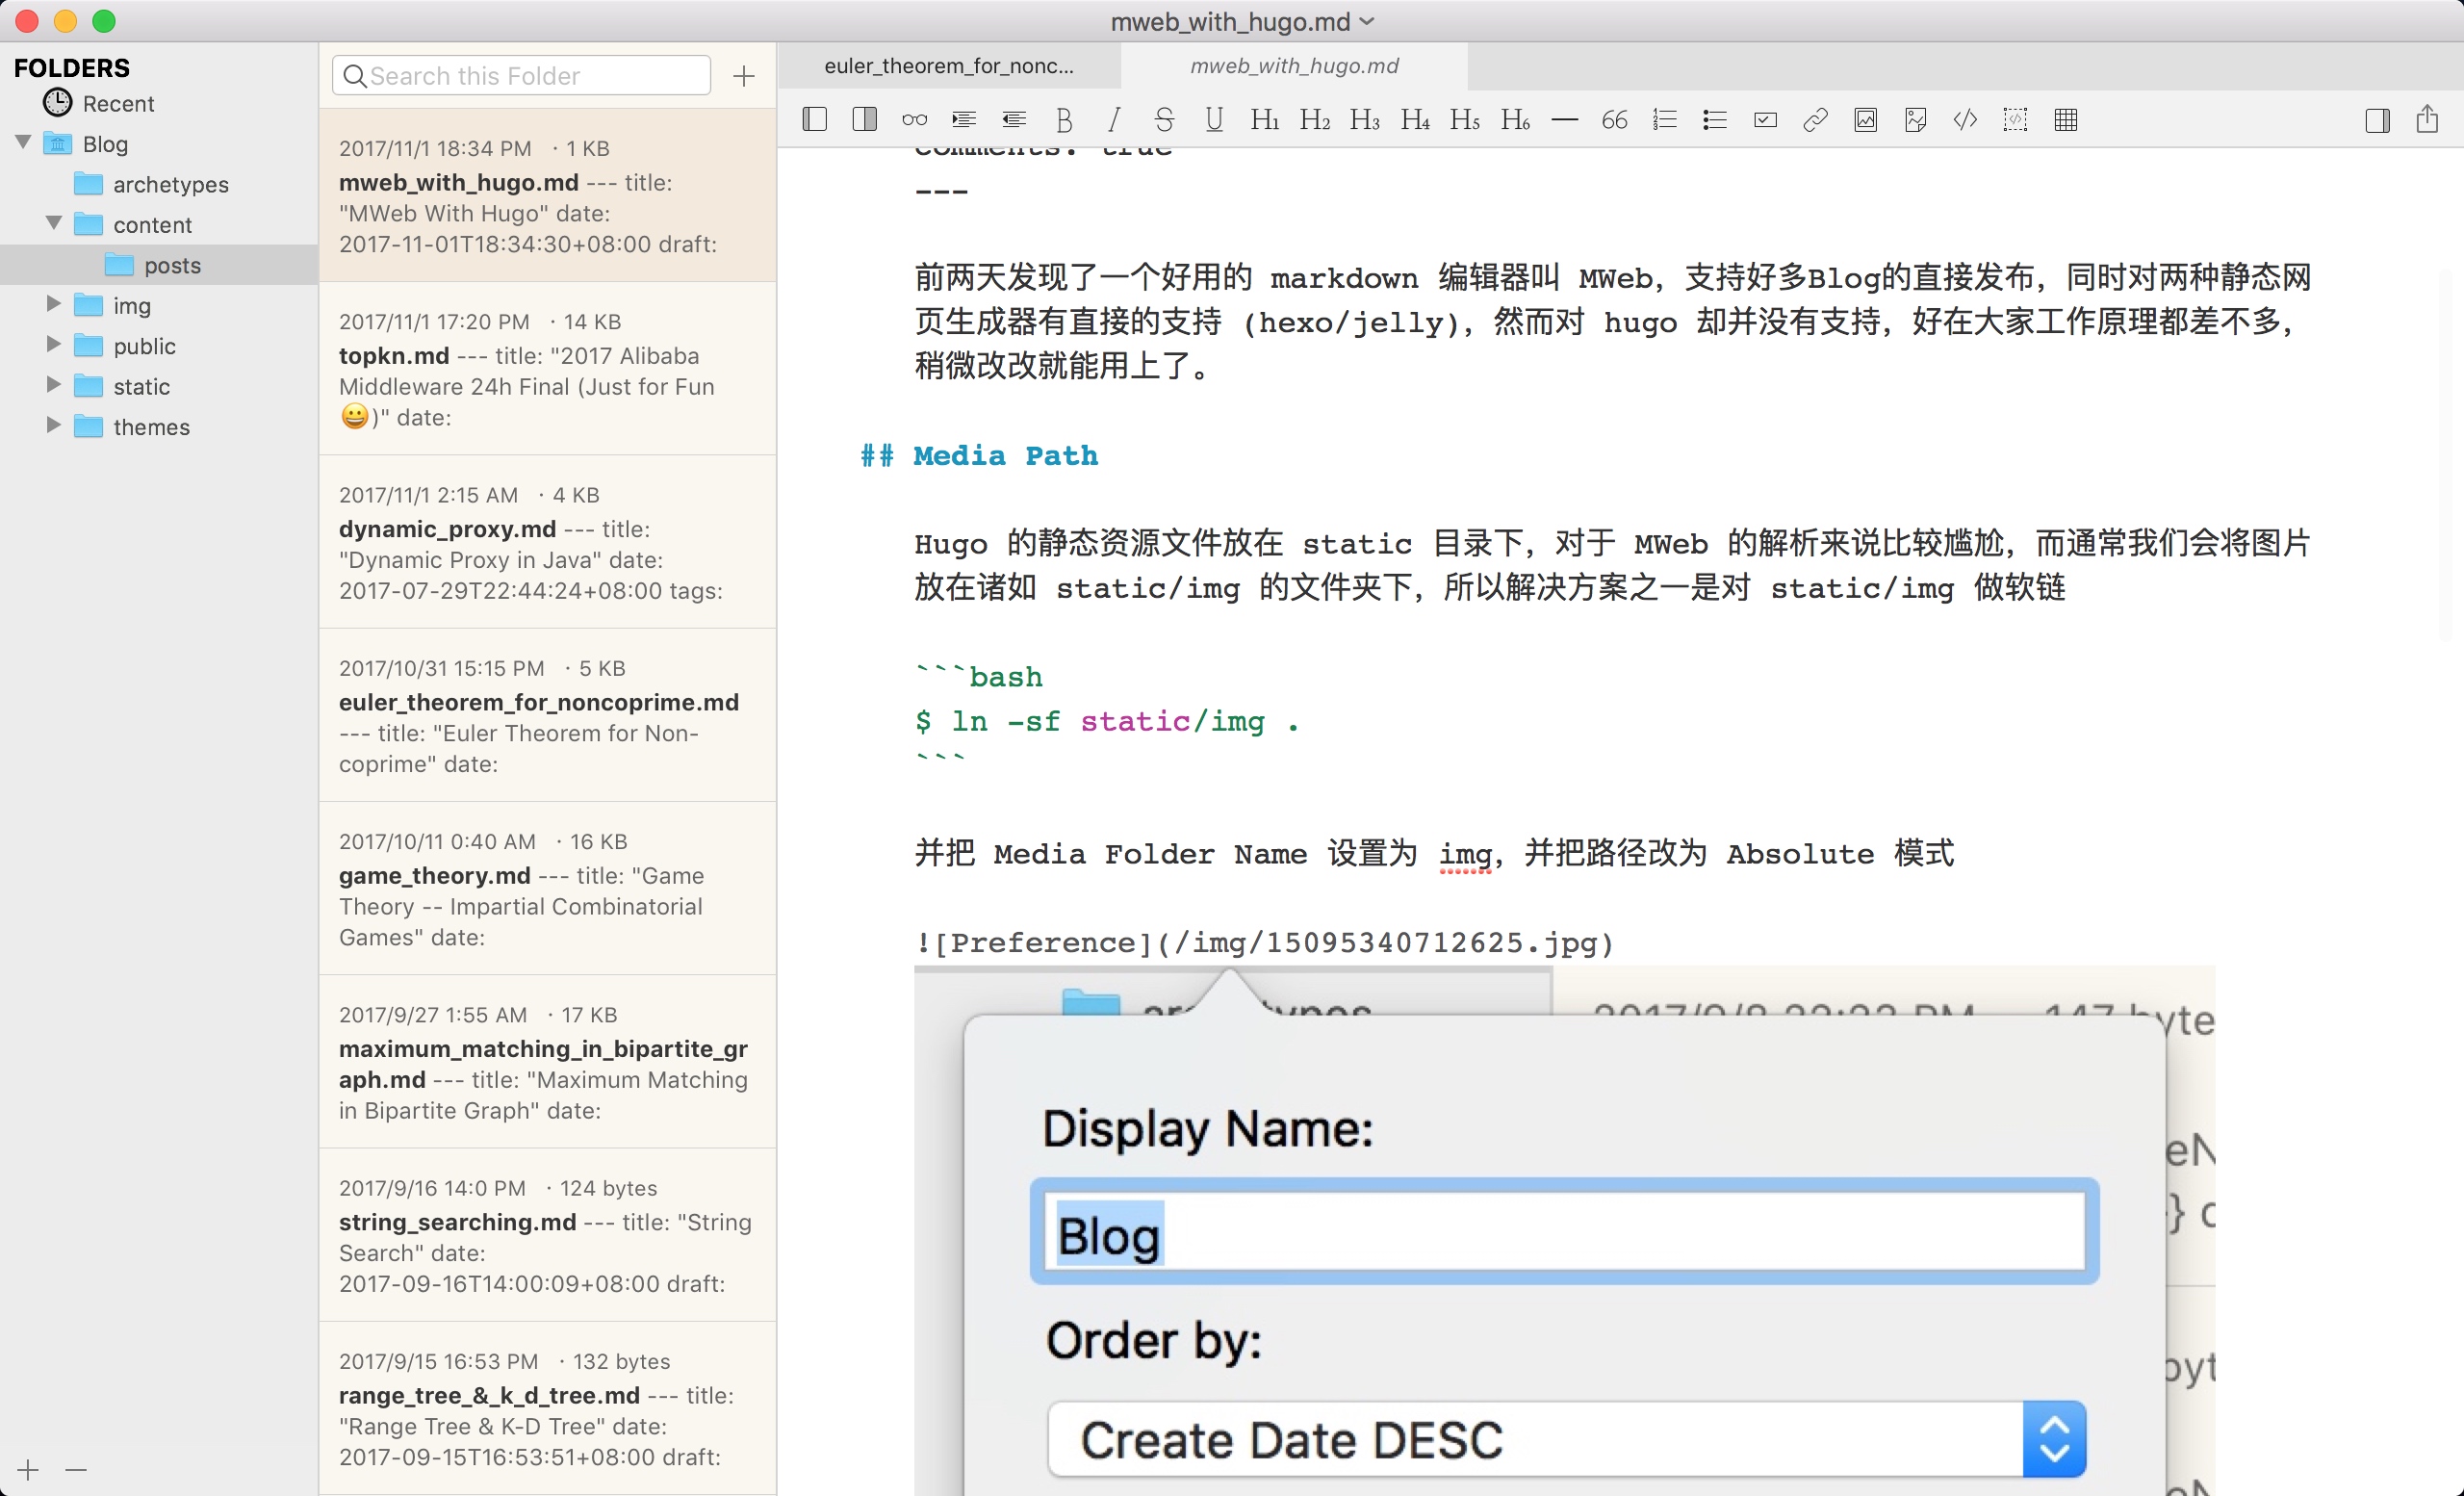 mweb_with_hugo.md
FOLDERS
Recent
Blog
archetypes
content
posts
img
public
static
themes
Search this Folder
2017/11/1 18:34 PM · 1 KB
mweb_with_hugo.md --- title:
"MWeb With Hugo" date:
2017-11-01T18:34:30+08:00 draft:
2017/11/1 17:20 PM · 14 KB
topkn.md --- title: "2017 Alibaba
Middleware 24h Final (Just for Fun
😀)" date:
2017/11/1 2:15 AM · 4 KB
dynamic_proxy.md --- title:
"Dynamic Proxy in Java" date:
2017-07-29T22:44:24+08:00 tags:
2017/10/31 15:15 PM · 5 KB
euler_theorem_for_noncoprime.md
--- title: "Euler Theorem for Non-
coprime" date:
2017/10/11 0:40 AM · 16 KB
game_theory.md --- title: "Game
Theory -- Impartial Combinatorial
Games" date:
2017/9/27 1:55 AM · 17 KB
maximum_matching_in_bipartite_gr
aph.md --- title: "Maximum Matching
in Bipartite Graph" date:
2017/9/16 14:0 PM · 124 bytes
string_searching.md --- title: "String
Search" date:
2017-09-16T14:00:09+08:00 draft:
2017/9/15 16:53 PM · 132 bytes
range_tree_&_k_d_tree.md --- title:
"Range Tree & K-D Tree" date:
2017-09-15T16:53:51+08:00 draft:
euler_theorem_for_nonc...
mweb_with_hugo.md
B I S U H1 H2 H3 H4 H5 H6 — 66
comments: true
---
前两天发现了一个好用的 markdown 编辑器叫 MWeb，支持好多Blog的直接发布，同时对两种静态网
页生成器有直接的支持 (hexo/jelly)，然而对 hugo 却并没有支持，好在大家工作原理都差不多，
稍微改改就能用上了。
## Media Path
Hugo 的静态资源文件放在 static 目录下，对于 MWeb 的解析来说比较尴尬，而通常我们会将图片
放在诸如 static/img 的文件夹下，所以解决方案之一是对 static/img 做软链
```bash
$ ln -sf static/img .
```
并把 Media Folder Name 设置为 img，并把路径改为 Absolute 模式
![Preference](/img/15095340712625.jpg)
Display Name:
Blog
Order by:
Create Date DESC